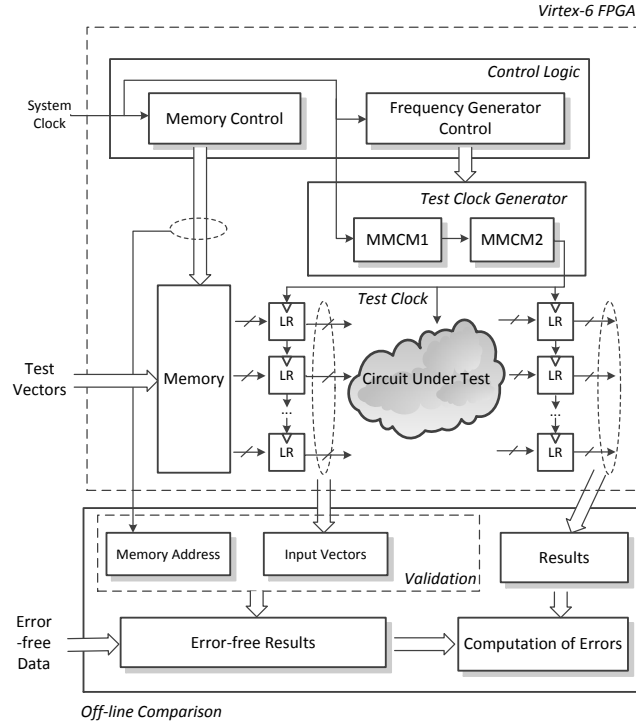 Virtex-6 FPGA
Control Logic
System
Clock
Memory Control
Frequency Generator
Control
Test Clock Generator
MMCM1
MMCM2
Test Clock
LR
LR
Test
Vectors
Memory
LR
Circuit Under Test
LR
...
...
LR
LR
Memory Address
Input Vectors
Results
Validation
Error
-free
Data
Error-free Results
Computation of Errors
Off-line Comparison